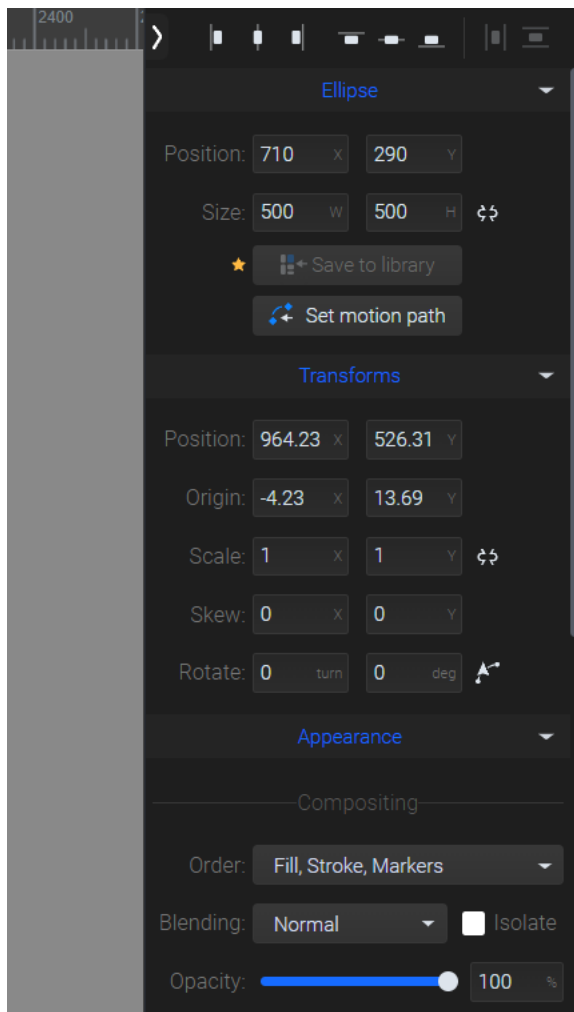 2400
Ellipse
Position: 710 X 290 Y
Size: 500 W 500 H
Save to library
Set motion path
Transforms
Position: 964.23 X 526.31 Y
Origin: -4.23 X 13.69 Y
Scale: 1 X 1 Y
Skew: 0 X 0 Y
Rotate: 0 turn 0 deg
Appearance
Compositing
Order: Fill, Stroke, Markers
Blending: Normal Isolate
Opacity: 100 %